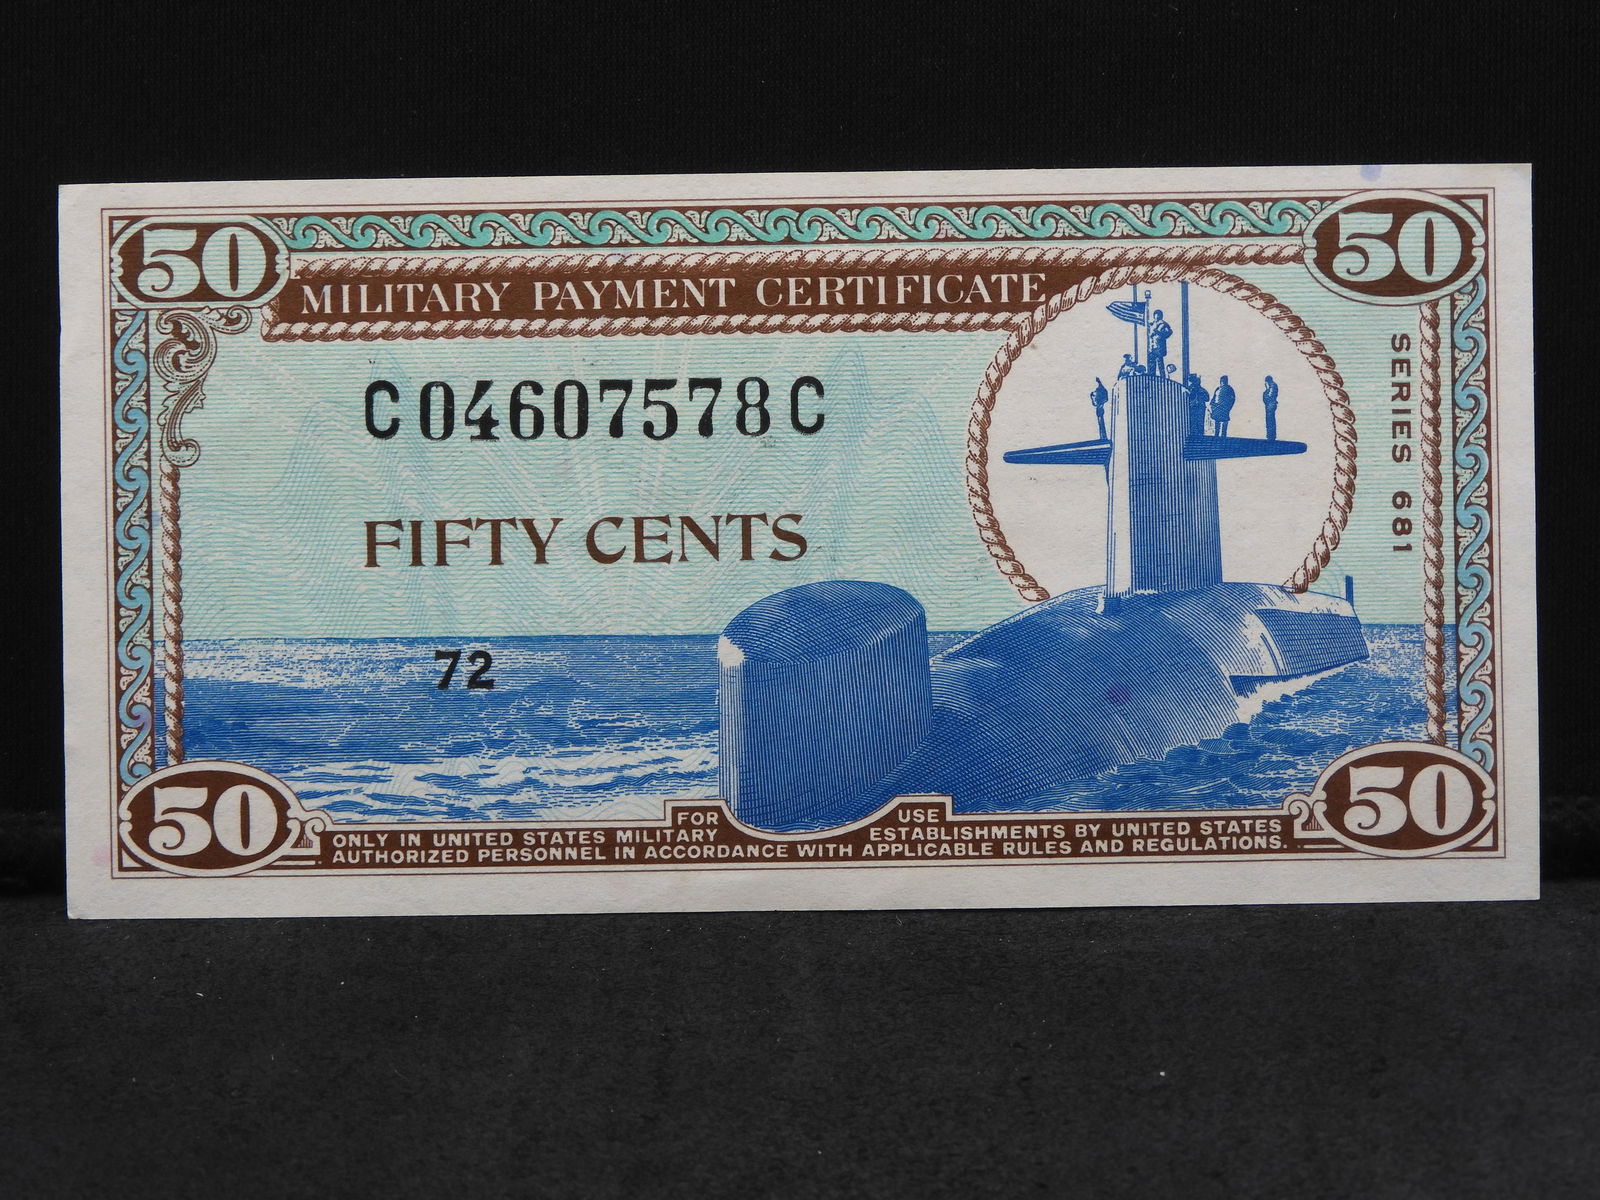 50 50
MILITARY PAYMENT CERTIFICATE
C04607578C
SERIES 681
FIFTY CENTS
72
50 50
FOR USE
ONLY IN UNITED STATES MILITARY ESTABLISHMENTS BY UNITED STATES
AUTHORIZED PERSONNEL IN ACCORDANCE WITH APPLICABLE RULES AND REGULATIONS.